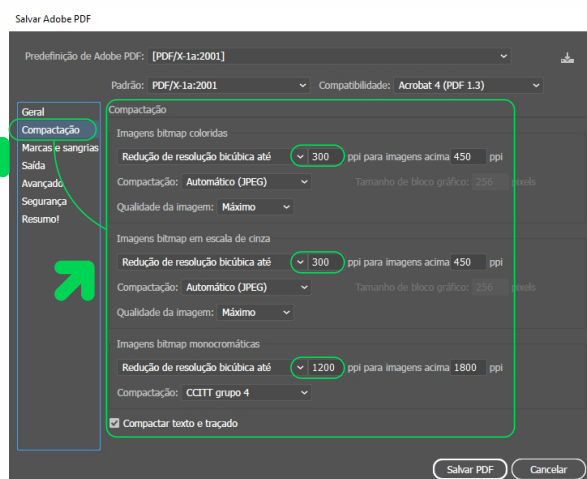 Salvar Adobe PDF
Predefinição de Adobe PDF: [PDF/X-1a:2001]
Padrão: PDF/X-1a:2001 Compatibilidade: Acrobat 4 (PDF 1.3)
Geral
Compactação
Marcas e sangrias
Saída
Avançado
Segurança
Resumo!
Compactação
Imagens bitmap coloridas
Redução de resolução bicúbica até 300 ppi para imagens acima 450 ppi
Compactação: Automático (JPEG) Tamanho de bloco gráfico: 256 pixels
Qualidade da imagem: Máximo
Imagens bitmap em escala de cinza
Redução de resolução bicúbica até 300 ppi para imagens acima 450 ppi
Compactação: Automático (JPEG) Tamanho de bloco gráfico: 256 pixels
Qualidade da imagem: Máximo
Imagens bitmap monocromáticas
Redução de resolução bicúbica até 1200 ppi para imagens acima 1800 ppi
Compactação: CCITT grupo 4
Compactar texto e traçado
Salvar PDF Cancelar